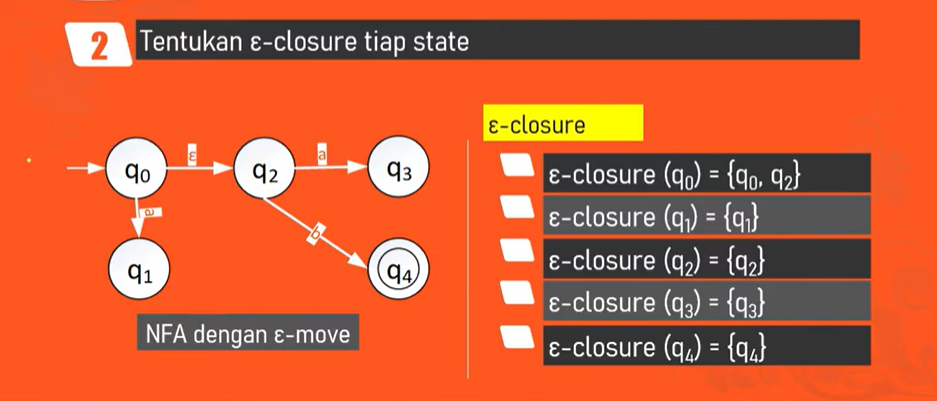 2
Tentukan ε-closure tiap state
q₀
ε
q₂
a
q₃
a
b
q₁
q₄
NFA dengan ε-move
ε-closure
ε-closure (q₀) = {q₀, q₂}
ε-closure (q₁) = {q₁}
ε-closure (q₂) = {q₂}
ε-closure (q₃) = {q₃}
ε-closure (q₄) = {q₄}